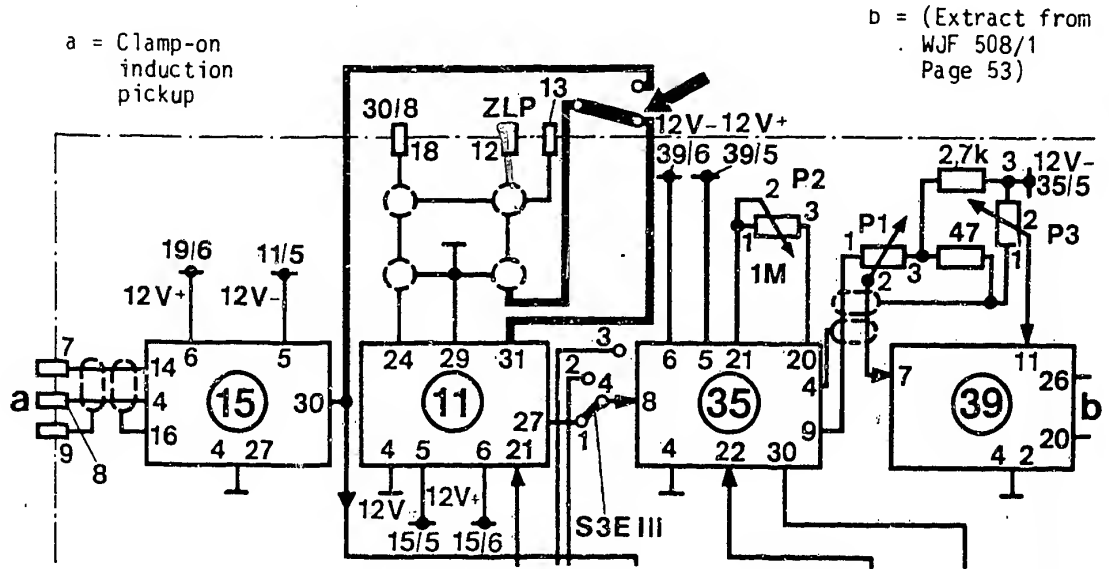 a = Clamp-on
induction
pickup
b = (Extract from
WJF 508/1
Page 53)
30/8
18
ZLP
12
13
12V- 12V+
39/6 39/5
2,7k
3
12V-
35/5
P2
2
3
1
1M
P1
1
3
2
47
2
1
P3
19/6
12V+
11/5
12V-
7
a
9
8
14
4
16
6
5
15
30
4 27
24
29
31
11
27
4
5
6
21
12V
12V+
15/5
15/6
3
2
4
1
S3E III
6
5
21
20
8
35
4
9
4
22
30
7
11
39
26
b
20
4
2